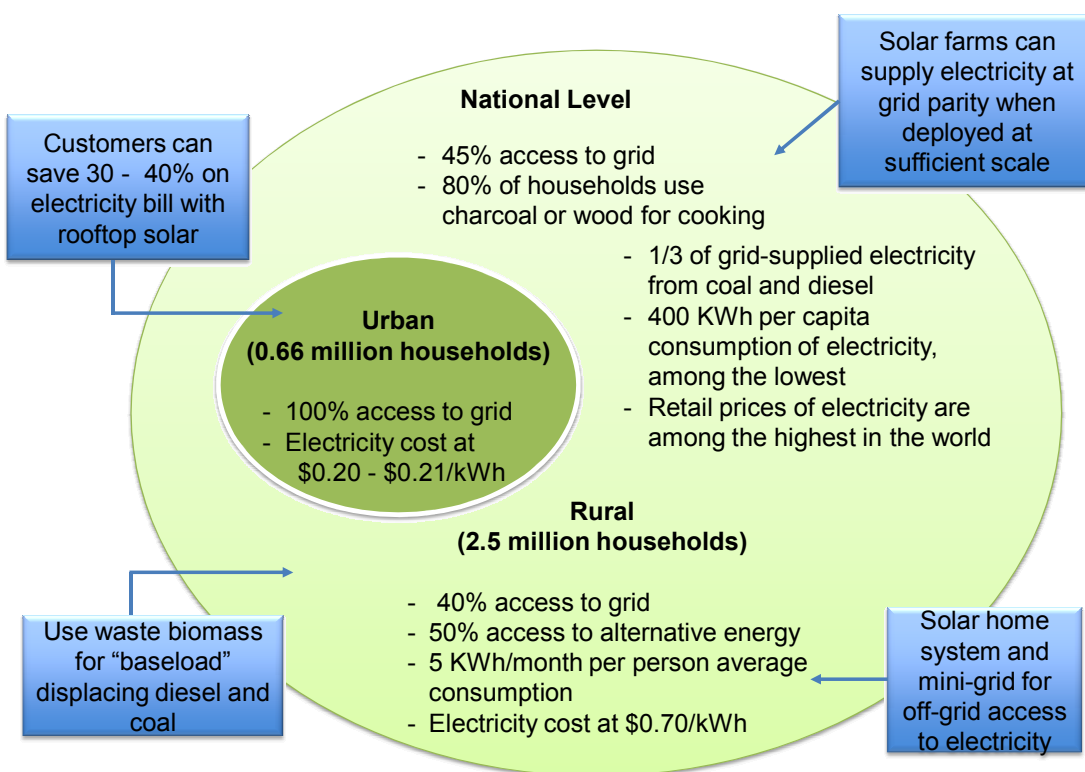 Solar farms can
supply electricity at
grid parity when
deployed at
sufficient scale
Customers can
save 30 - 40% on
electricity bill with
rooftop solar
National Level
- 45% access to grid
- 80% of households use
charcoal or wood for cooking
- 1/3 of grid-supplied electricity
from coal and diesel
- 400 KWh per capita
consumption of electricity,
among the lowest
- Retail prices of electricity are
among the highest in the world
Urban
(0.66 million households)
- 100% access to grid
- Electricity cost at
$0.20 - $0.21/kWh
Rural
(2.5 million households)
- 40% access to grid
- 50% access to alternative energy
- 5 KWh/month per person average
consumption
- Electricity cost at $0.70/kWh
Use waste biomass
for “baseload”
displacing diesel and
coal
Solar home
system and
mini-grid for
off-grid access
to electricity